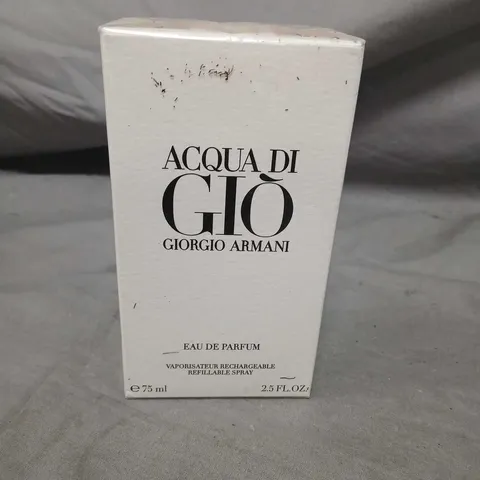 ACQUA DI
GIÒ
GIORGIO ARMANI
EAU DE PARFUM
VAPORISATEUR RECHARGEABLE
REFILLABLE SPRAY
℮ 75 ml 2.5 FL.OZ.